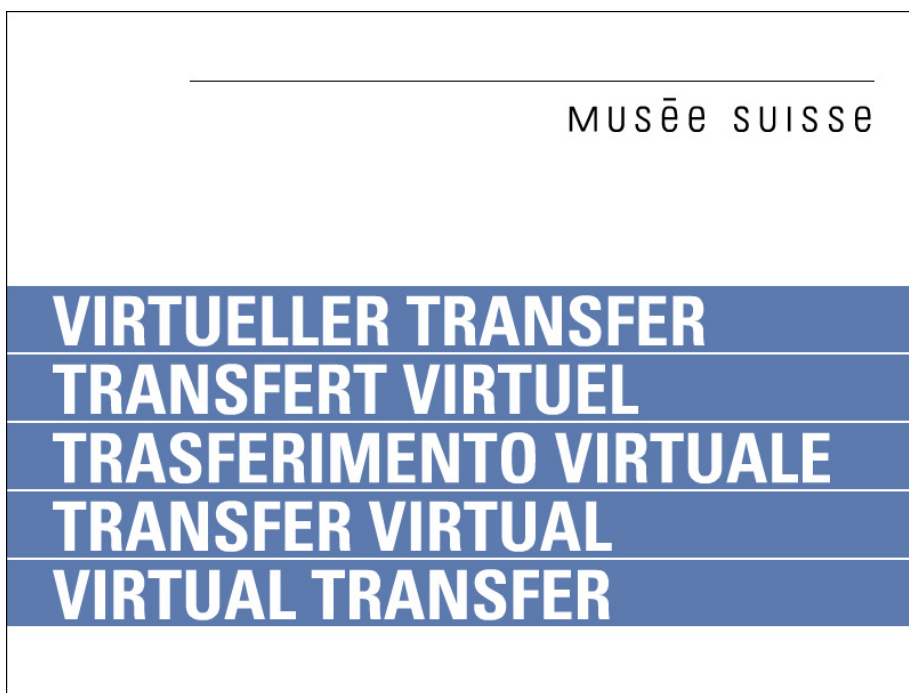 MUSēe SUISSe
VIRTUELLER TRANSFER
TRANSFERT VIRTUEL
TRASFERIMENTO VIRTUALE
TRANSFER VIRTUAL
VIRTUAL TRANSFER